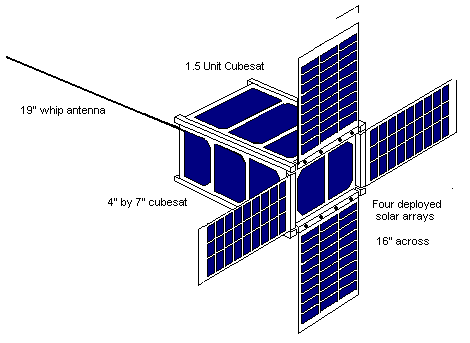 1.5 Unit Cubesat
19" whip antenna
4" by 7" cubesat
Four deployed
solar arrays
16" across